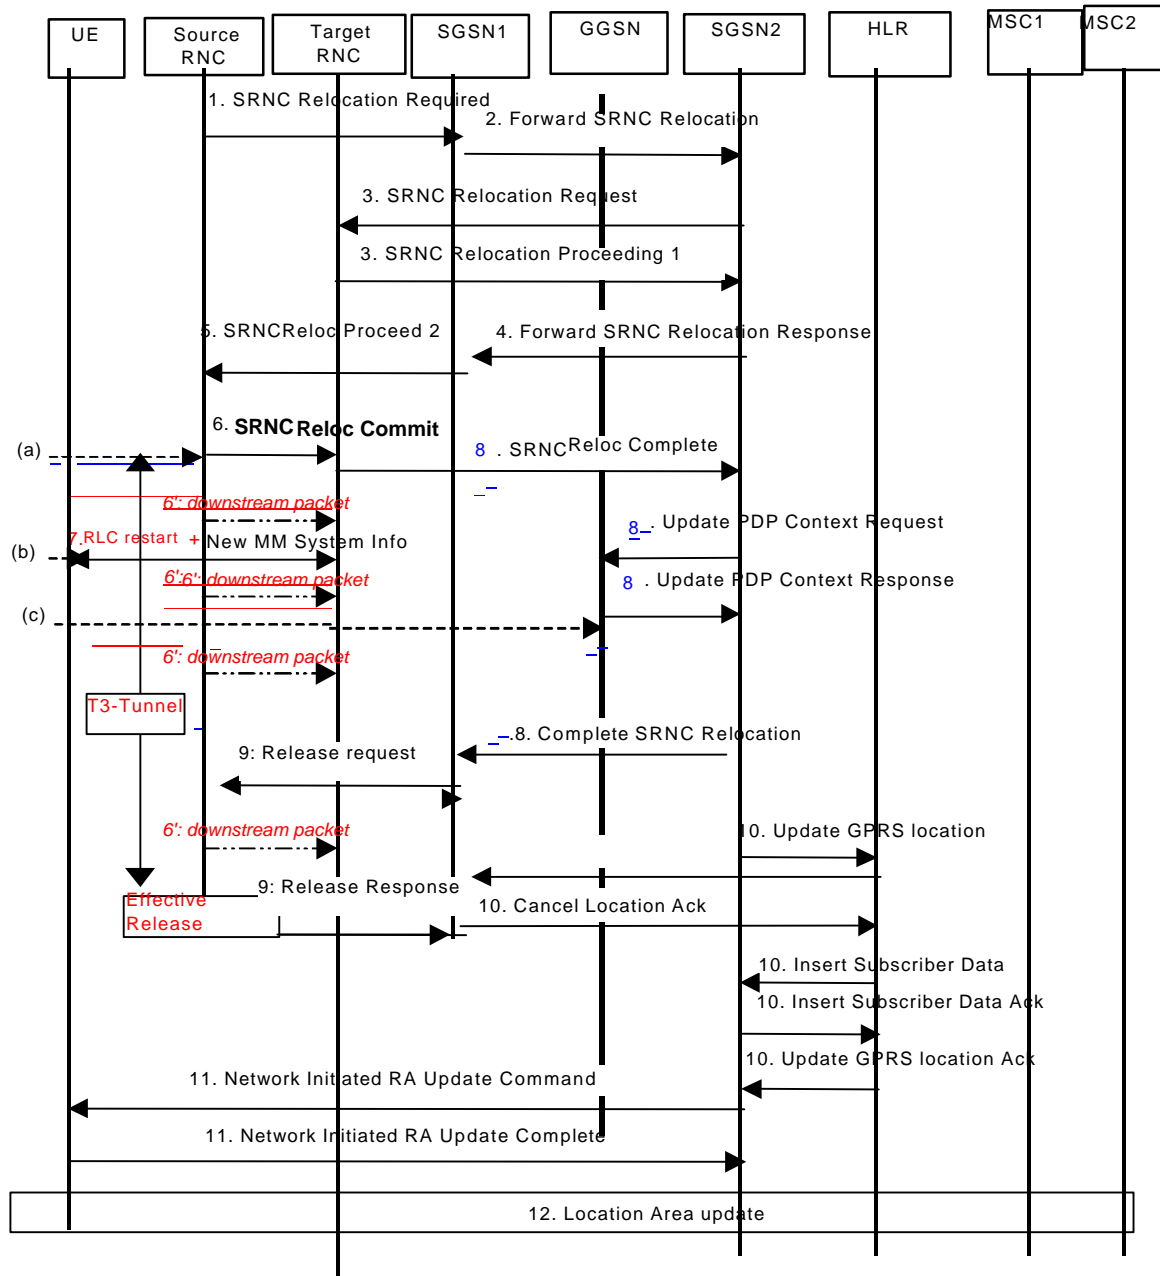 UE
Source
RNC
Target
RNC
SGSN1
GGSN
SGSN2
HLR
MSC1
MSC2
1. SRNC Relocation Required
2. Forward SRNC Relocation
3. SRNC Relocation Request
3. SRNC Relocation Proceeding 1
5. SRNCReloc Proceed 2
4. Forward SRNC Relocation Response
6. SRNC Reloc Commit
(a)
8 . SRNC Reloc Complete
6': downstream packet
8 . Update PDP Context Request
7.RLC restart + New MM System Info
(b)
6':6': downstream packet
8 . Update PDP Context Response
(c)
6': downstream packet
T3-Tunnel
.8. Complete SRNC Relocation
9: Release request
6': downstream packet
10. Update GPRS location
9: Release Response
Effective
Release
10. Cancel Location Ack
10. Insert Subscriber Data
10. Insert Subscriber Data Ack
10. Update GPRS location Ack
11. Network Initiated RA Update Command
11. Network Initiated RA Update Complete
12. Location Area update